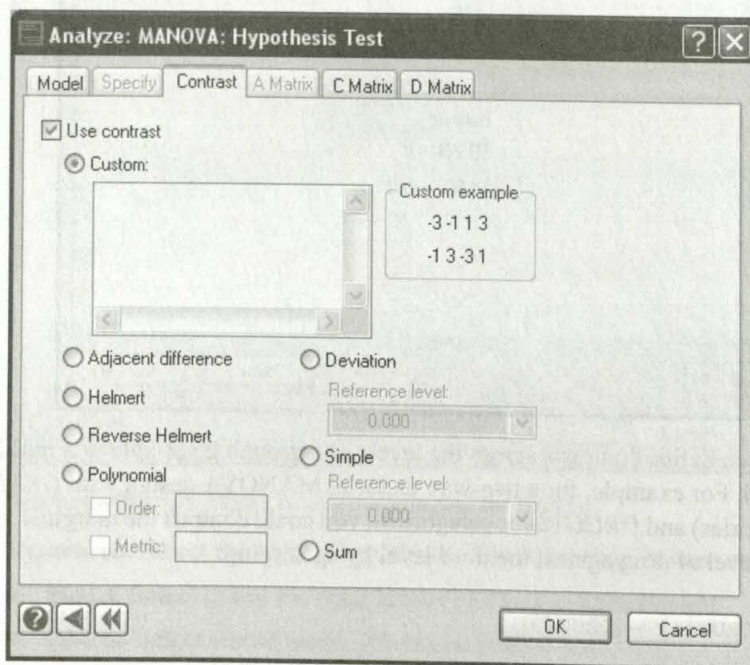 Analyze: MANOVA: Hypothesis Test
Model Specify Contrast A Matrix C Matrix D Matrix
Use contrast
Custom:
Custom example
-3 -1 1 3
-1 3 -3 1
Adjacent difference
Deviation
Helmert
Reference level:
0.000
Reverse Helmert
Simple
Polynomial
Reference level:
Order:
0.000
Metric:
Sum
OK
Cancel